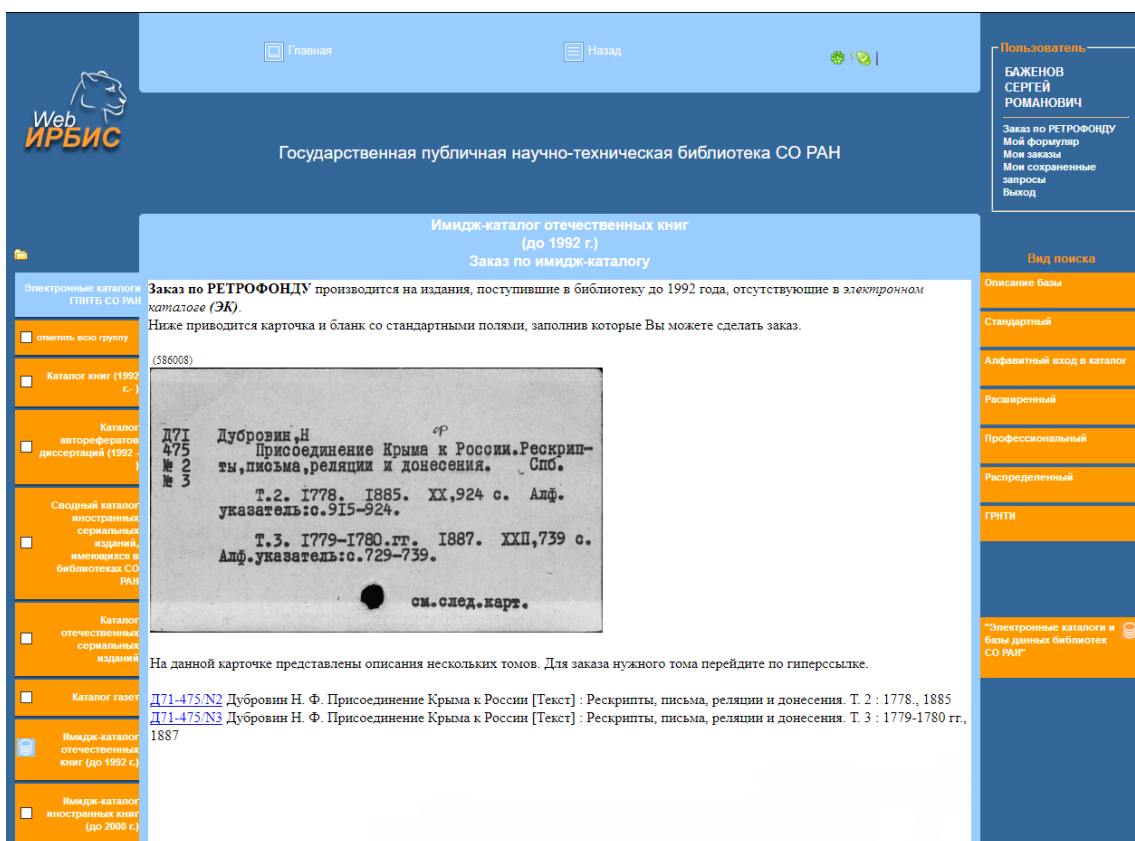 Главная
Назад
Web
ИРБИС
Государственная публичная научно-техническая библиотека СО РАН
Пользователь
БАЖЕНОВ
СЕРГЕЙ
РОМАНОВИЧ
Заказ по РЕТРОФОНДУ
Мой формуляр
Мои заказы
Мои сохраненные
запросы
Выход
Имидж-каталог отечественных книг
(до 1992 г.)
Заказ по имидж-каталогу
Электронные каталоги
ГПНТБ СО РАН
отметить всю группу
Каталог книг (1992
г.- )
Каталог
авторефератов
диссертаций (1992 -
)
Сводный каталог
иностранных
сериальных
изданий,
имеющихся в
библиотеках СО
РАН
Каталог
отечественных
сериальных
изданий
Каталог газет
Имидж-каталог
отечественных
книг (до 1992 г.)
Имидж-каталог
иностранных книг
(до 2008 г.)
Заказ по РЕТРОФОНДУ производится на издания, поступившие в библиотеку до 1992 года, отсутствующие в электронном
каталоге (ЭК).
Ниже приводится карточка и бланк со стандартными полями, заполнив которые Вы можете сделать заказ.
(586008)
Д7I Дубровин,Н ср
475 Присоединение Крыма к России.Рескрип-
№ 2 ты,письма,реляции и донесения. Спб.
№ 3
Т.2. I778. I885. XX,924 с. Алф.
указатель:с.9I5-924.
Т.3. I779-I780.гг. I887. XXII,739 с.
Алф.указатель:с.729-739.
см.след.карт.
На данной карточке представлены описания нескольких томов. Для заказа нужного тома перейдите по гиперссылке.
Д71-475/N2 Дубровин Н. Ф. Присоединение Крыма к России [Текст] : Рескрипты, письма, реляции и донесения. Т. 2 : 1778., 1885
Д71-475/N3 Дубровин Н. Ф. Присоединение Крыма к России [Текст] : Рескрипты, письма, реляции и донесения. Т. 3 : 1779-1780 гг.,
1887
Вид поиска
Описание базы
Стандартный
Алфавитный вход в каталог
Расширенный
Профессиональный
Распределенный
ГРНТИ
"Электронные каталоги и
базы данных библиотек
СО РАН"